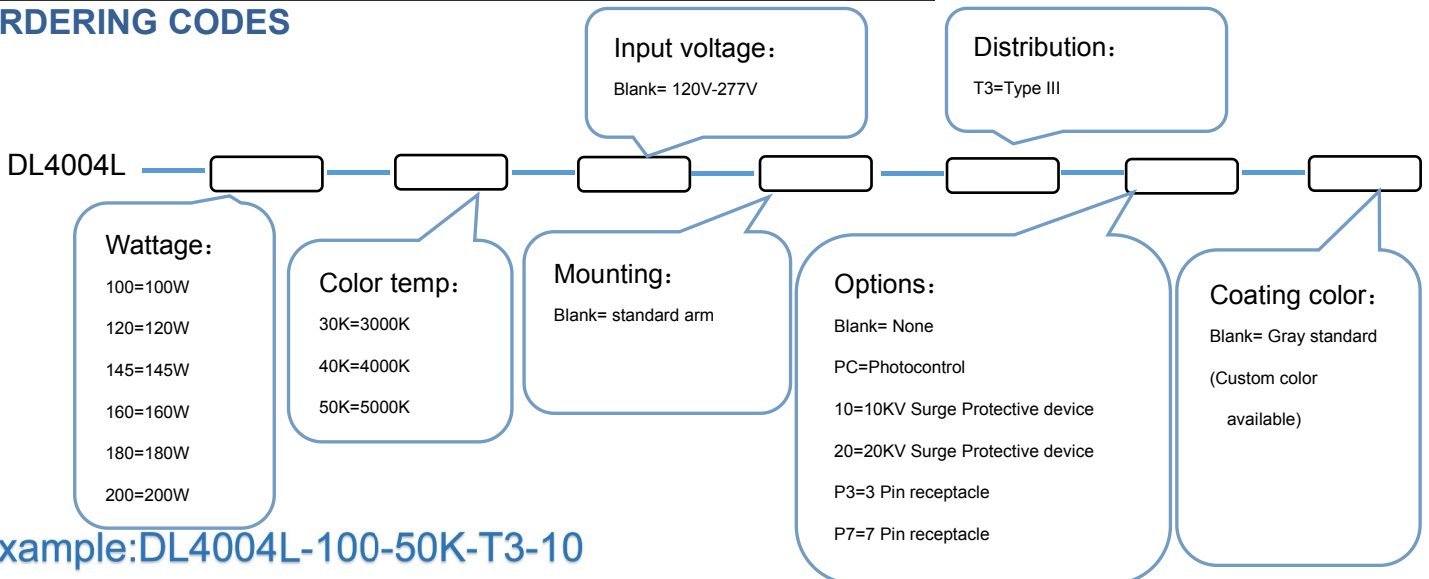 RDERING CODES
Input voltage：
Blank= 120V-277V
Distribution：
T3=Type III
DL4004L
Wattage：
100=100W
120=120W
145=145W
160=160W
180=180W
200=200W
Color temp：
30K=3000K
40K=4000K
50K=5000K
Mounting：
Blank= standard arm
Options：
Blank= None
PC=Photocontrol
10=10KV Surge Protective device
20=20KV Surge Protective device
P3=3 Pin receptacle
P7=7 Pin receptacle
Coating color：
Blank= Gray standard
(Custom color
available)
xample:DL4004L-100-50K-T3-10